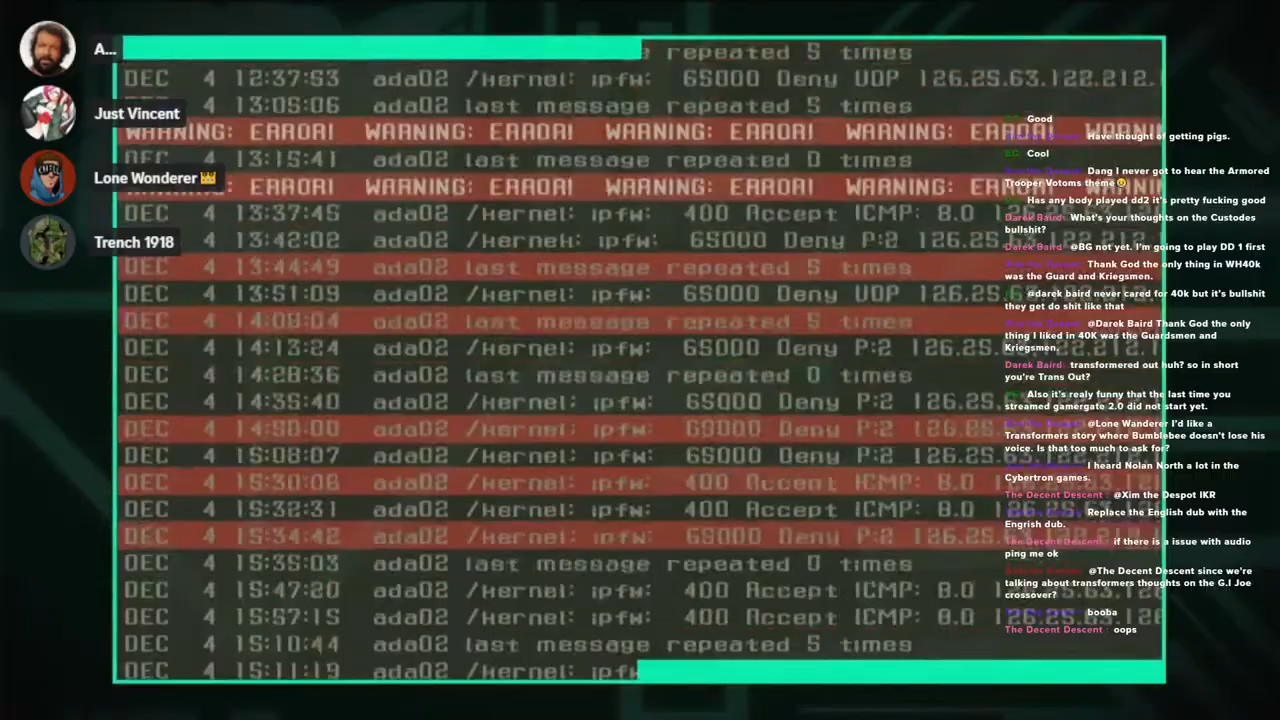 A...
Just Vincent
Lone Wonderer
Trench 1918
repeated 5 times
DEC 4 12:37:53 ada02 /kernel: ipfw: 65000 Deny UDP 126.25.63.122.212.
4 13:05:06 ada02 last message repeated 5 times
WARNING: ERROR! WARNING: ERROR! WARNING: ERROR! WARNING: ERROR!
DEC 4 13:15:41 ada02 last message repeated 0 times
WARNING: ERROR! WARNING: ERROR! WARNING: ERROR! WARNING: ERROR!
DEC 4 13:37:45 ada02 /kernel: ipfw: 400 Accept ICMP: 8.0
4 13:42:02 ada02 /kernek: ipfw: 65000 Deny P:2 126.25.
DEC 4 13:44:49 ada02 last message repeated 5 times
DEC 4 13:51:09 ada02 /kernel: ipfw: 65000 Deny UDP 126.25.
DEC 4 14:08:04 ada02 last message repeated 5 times
DEC 4 14:13:24 ada02 /kernel: ipfw: 65000 Deny P:2 126.25.
DEC 4 14:28:36 ada02 last message repeated 0 times
DEC 4 14:35:40 ada02 /kernel: ipfw: 65000 Deny P:2 126.25.
DEC 4 14:50:00 ada02 /kernel: ipfw: Deny P:2 126.25.
DEC 4 15:08:07 ada02 /kernel: ipfw: 65000 Deny P:2 126.25.
DEC 4 15:30:06 ada02 /kernel: ipfw: 400 ICMP: 8.0
DEC 4 15:32:31 ada02 /kernel: ipfw: 400 Accept ICMP: 8.0
DEC 4 15:34:42 ada02 /kernel: ipfw: Deny P:2 126.25.
DEC 4 15:35:03 ada02 last message repeated 0 times
DEC 4 15:47:20 ada02 /kernel: ipfw: 400 Accept ICMP: 8.0
DEC 4 15:57:15 ada02 /kernel: ipfw: 400 Accept ICMP: 8.0 126.25.63.126
DEC 4 15:10:44 ada02 last message repeated 5 times
DEC 4 15:11:19 ada02 /kernel:
Good
Have thought of getting pigs.
BG Cool
Dang I never got to hear the Armored
Trooper Votoms theme
Has any body played dd2 it's pretty fucking good
Darek Baird What's your thoughts on the Custodes
bullshit?
Darek Baird @BG not yet. I'm going to play DD 1 first
Thank God the only thing in WH40k
was the Guard and Kriegsmen.
@darek baird never cared for 40k but it's bullshit
they get do shit like that
@Darek Baird Thank God the only
thing I liked in 40K was the Guardsmen and
Kriegsmen.
Darek Baird transformered out huh? so in short
you're Trans Out?
Also it's realy funny that the last time you
streamed gamergate 2.0 did not start yet.
@Lone Wanderer I'd like a
Transformers story where Bumblebee doesn't lose his
voice. Is that too much to ask for?
I heard Nolan North a lot in the
Cybertron games.
The Decent Descent @Xim the Despot IKR
Replace the English dub with the
Engrish dub.
The Decent Descent if there is a issue with audio
ping me ok
@The Decent Descent since we're
talking about transformers thoughts on the G.I Joe
crossover?
booba
The Decent Descent oops